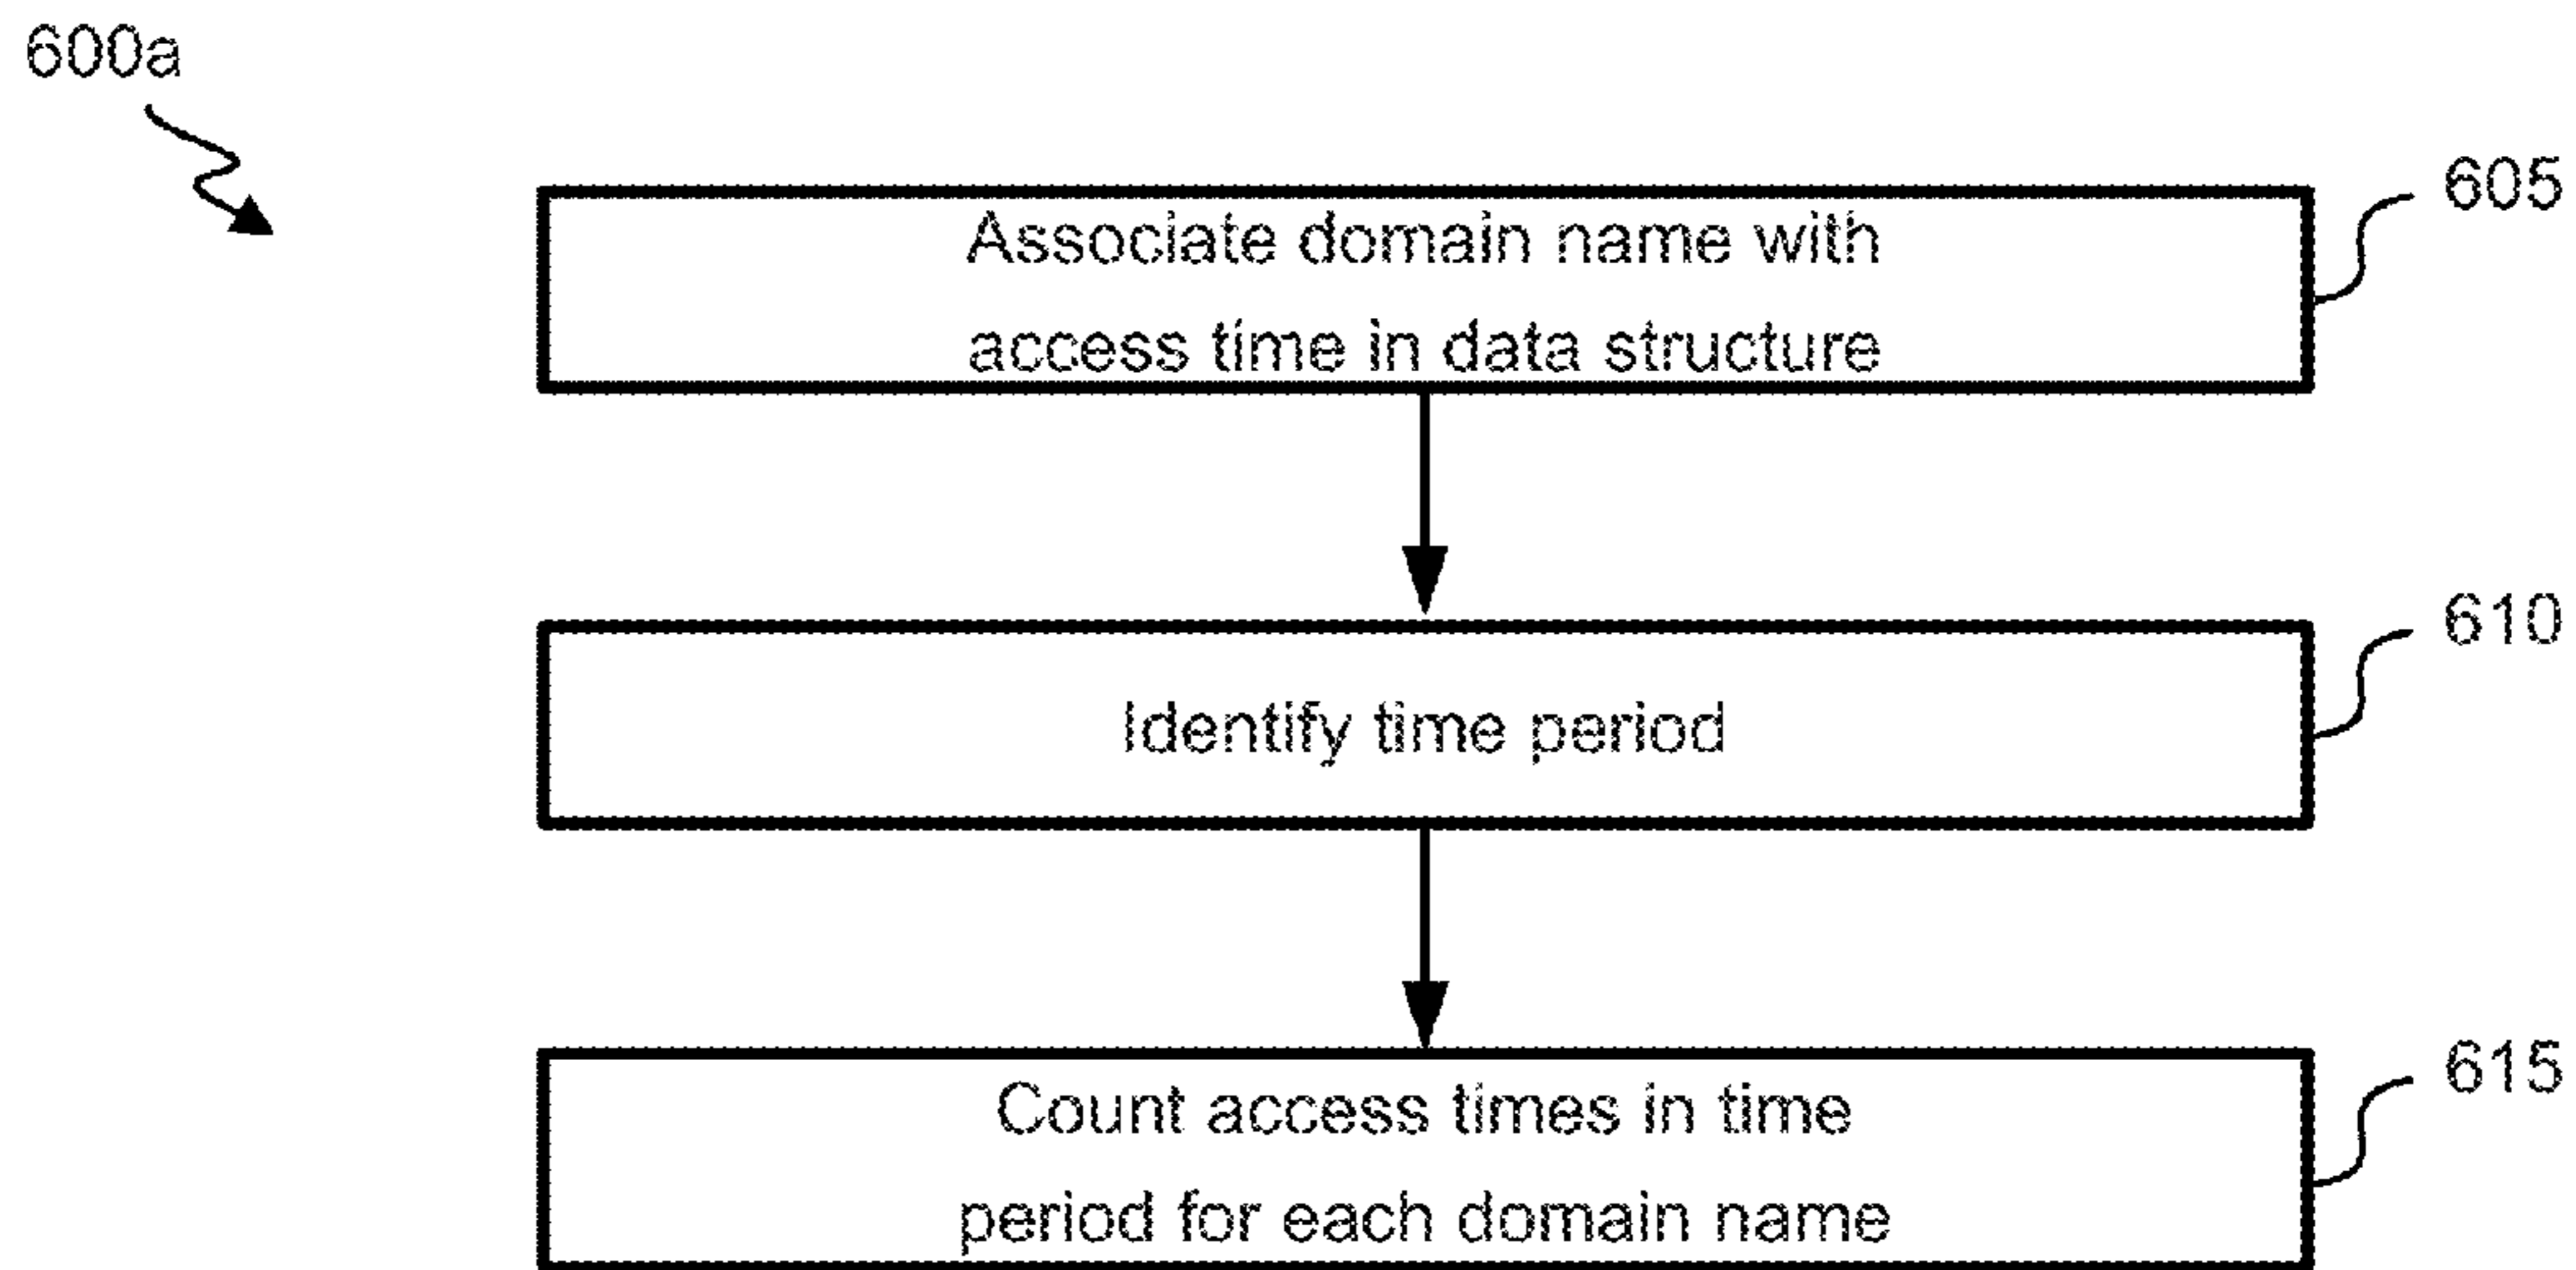 600a
605
Associate domain name with
access time in data structure
610
Identify time period
615
Count access times in time
period for each domain name